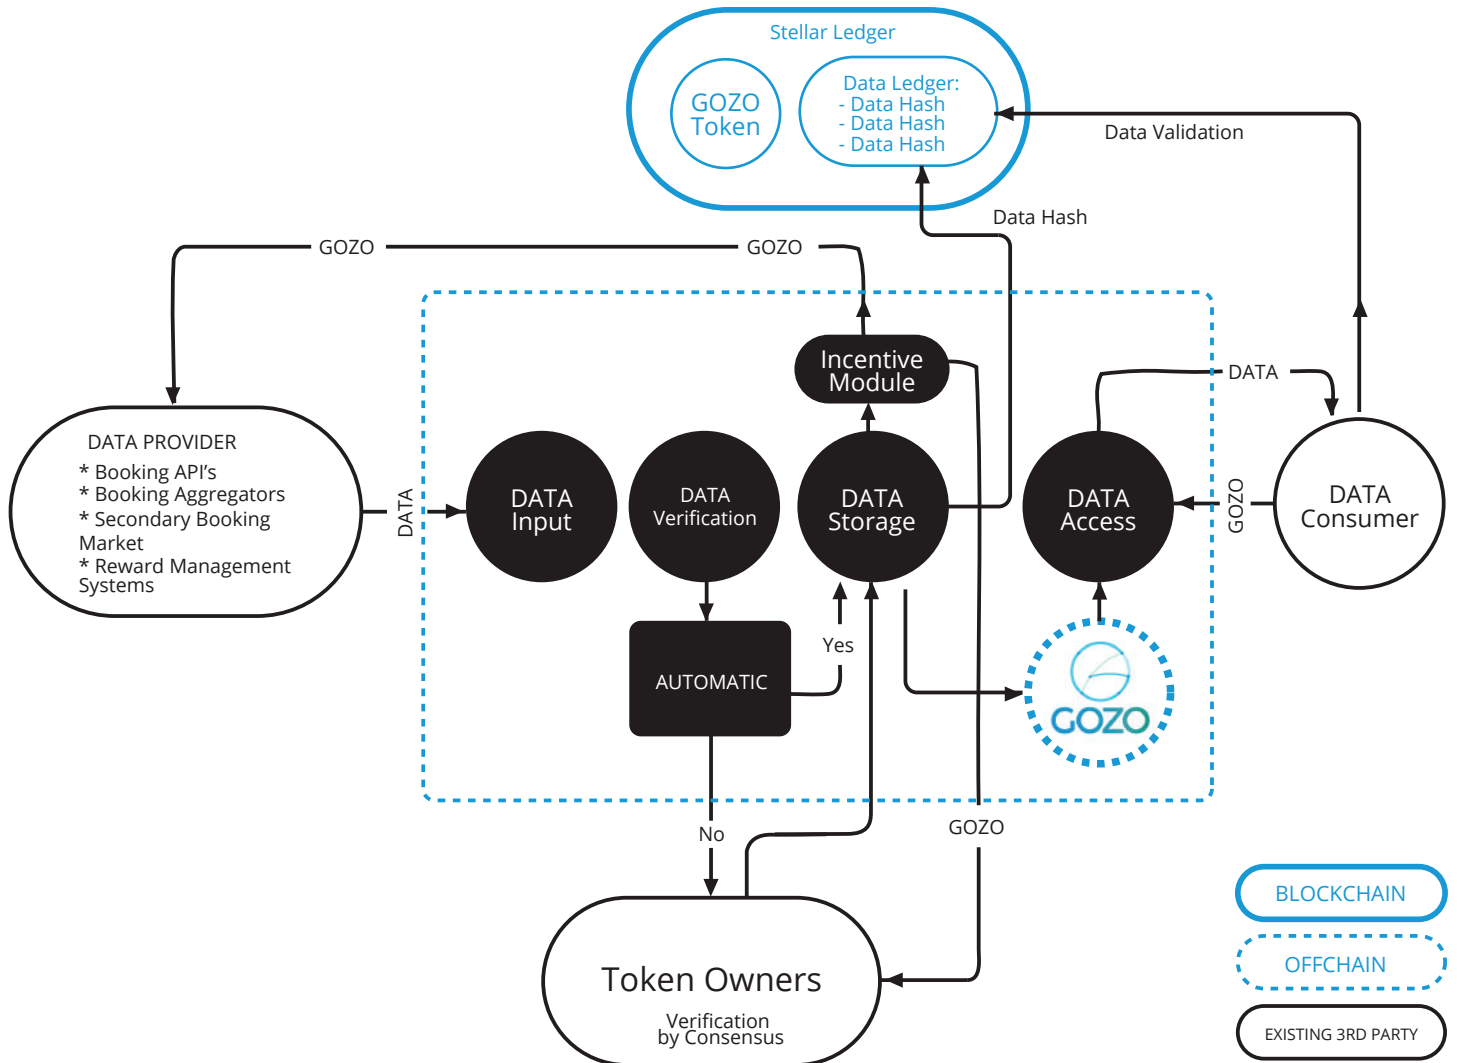 Stellar Ledger
GOZO
Token
Data Ledger:
- Data Hash
- Data Hash
- Data Hash
Data Validation
Data Hash
GOZO
GOZO
Incentive
Module
DATA
DATA PROVIDER
* Booking API's
* Booking Aggregators
* Secondary Booking
Market
* Reward Management
Systems
DATA
DATA
Input
DATA
Verification
DATA
Storage
DATA
Access
GOZO
DATA
Consumer
AUTOMATIC
Yes
GOZO
No
GOZO
Token Owners
Verification
by Consensus
BLOCKCHAIN
OFFCHAIN
EXISTING 3RD PARTY